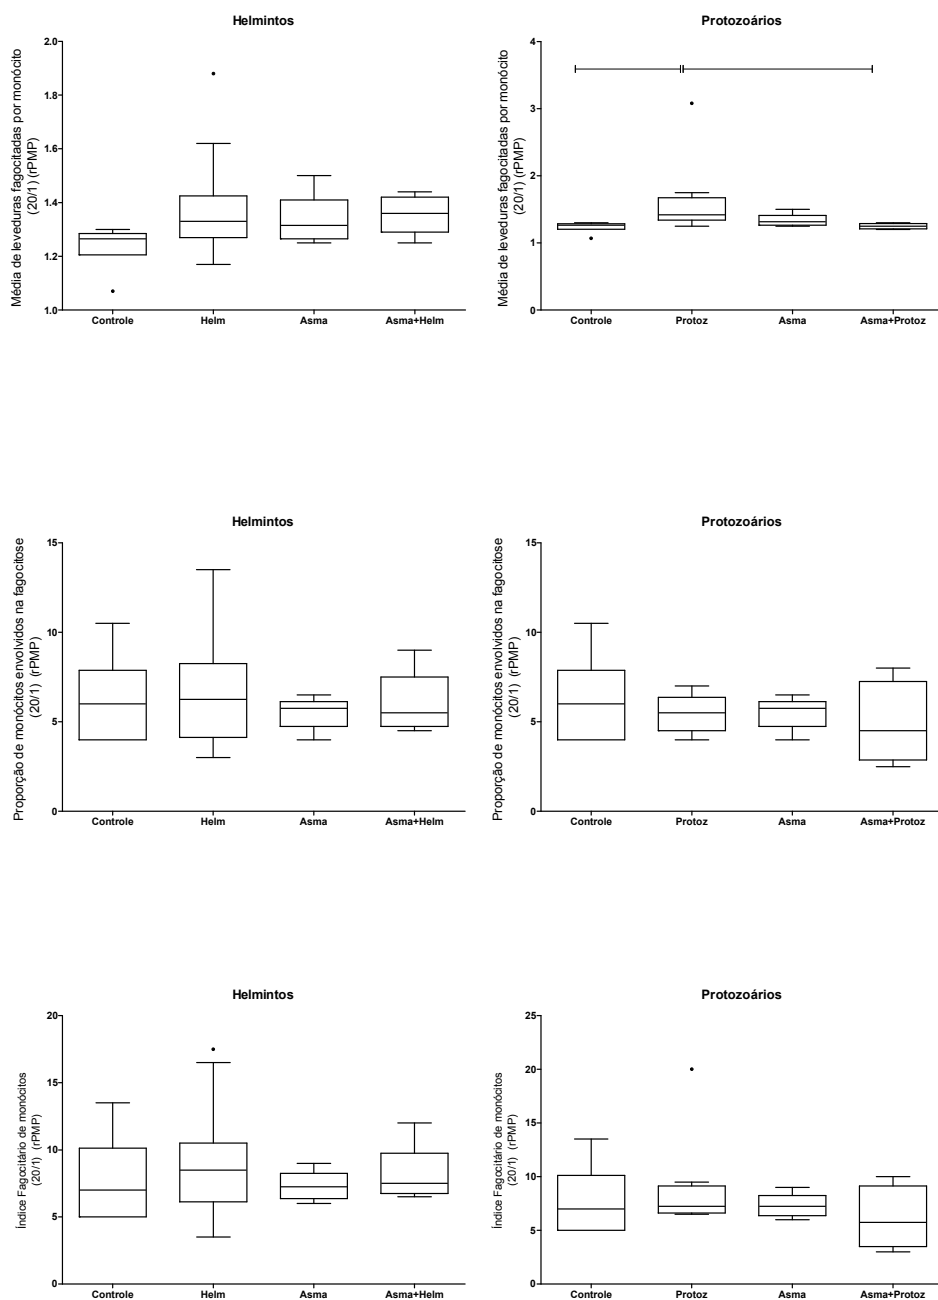 Helmintos
Média de leveduras fagocitadas por monócito
(20/1) (rPMP)
2.0
1.8
1.6
1.4
1.2
1.0
Controle Helm Asma Asma+Helm
Protozoários
Média de leveduras fagocitadas por monócito
(20/1) (rPMP)
4
3
2
1
0
Controle Protoz Asma Asma+Protoz
Helmintos
Proporção de monócitos envolvidos na fagocitose
(20/1) (rPMP)
15
10
5
0
Controle Helm Asma Asma+Helm
Protozoários
Proporção de monócitos envolvidos na fagocitose
(20/1) (rPMP)
15
10
5
0
Controle Protoz Asma Asma+Protoz
Helmintos
Índice Fagocitário de monócitos
(20/1) (rPMP)
20
15
10
5
0
Controle Helm Asma Asma+Helm
Protozoários
Índice Fagocitário de monócitos
(20/1) (rPMP)
25
20
15
10
5
0
Controle Protoz Asma Asma+Protoz